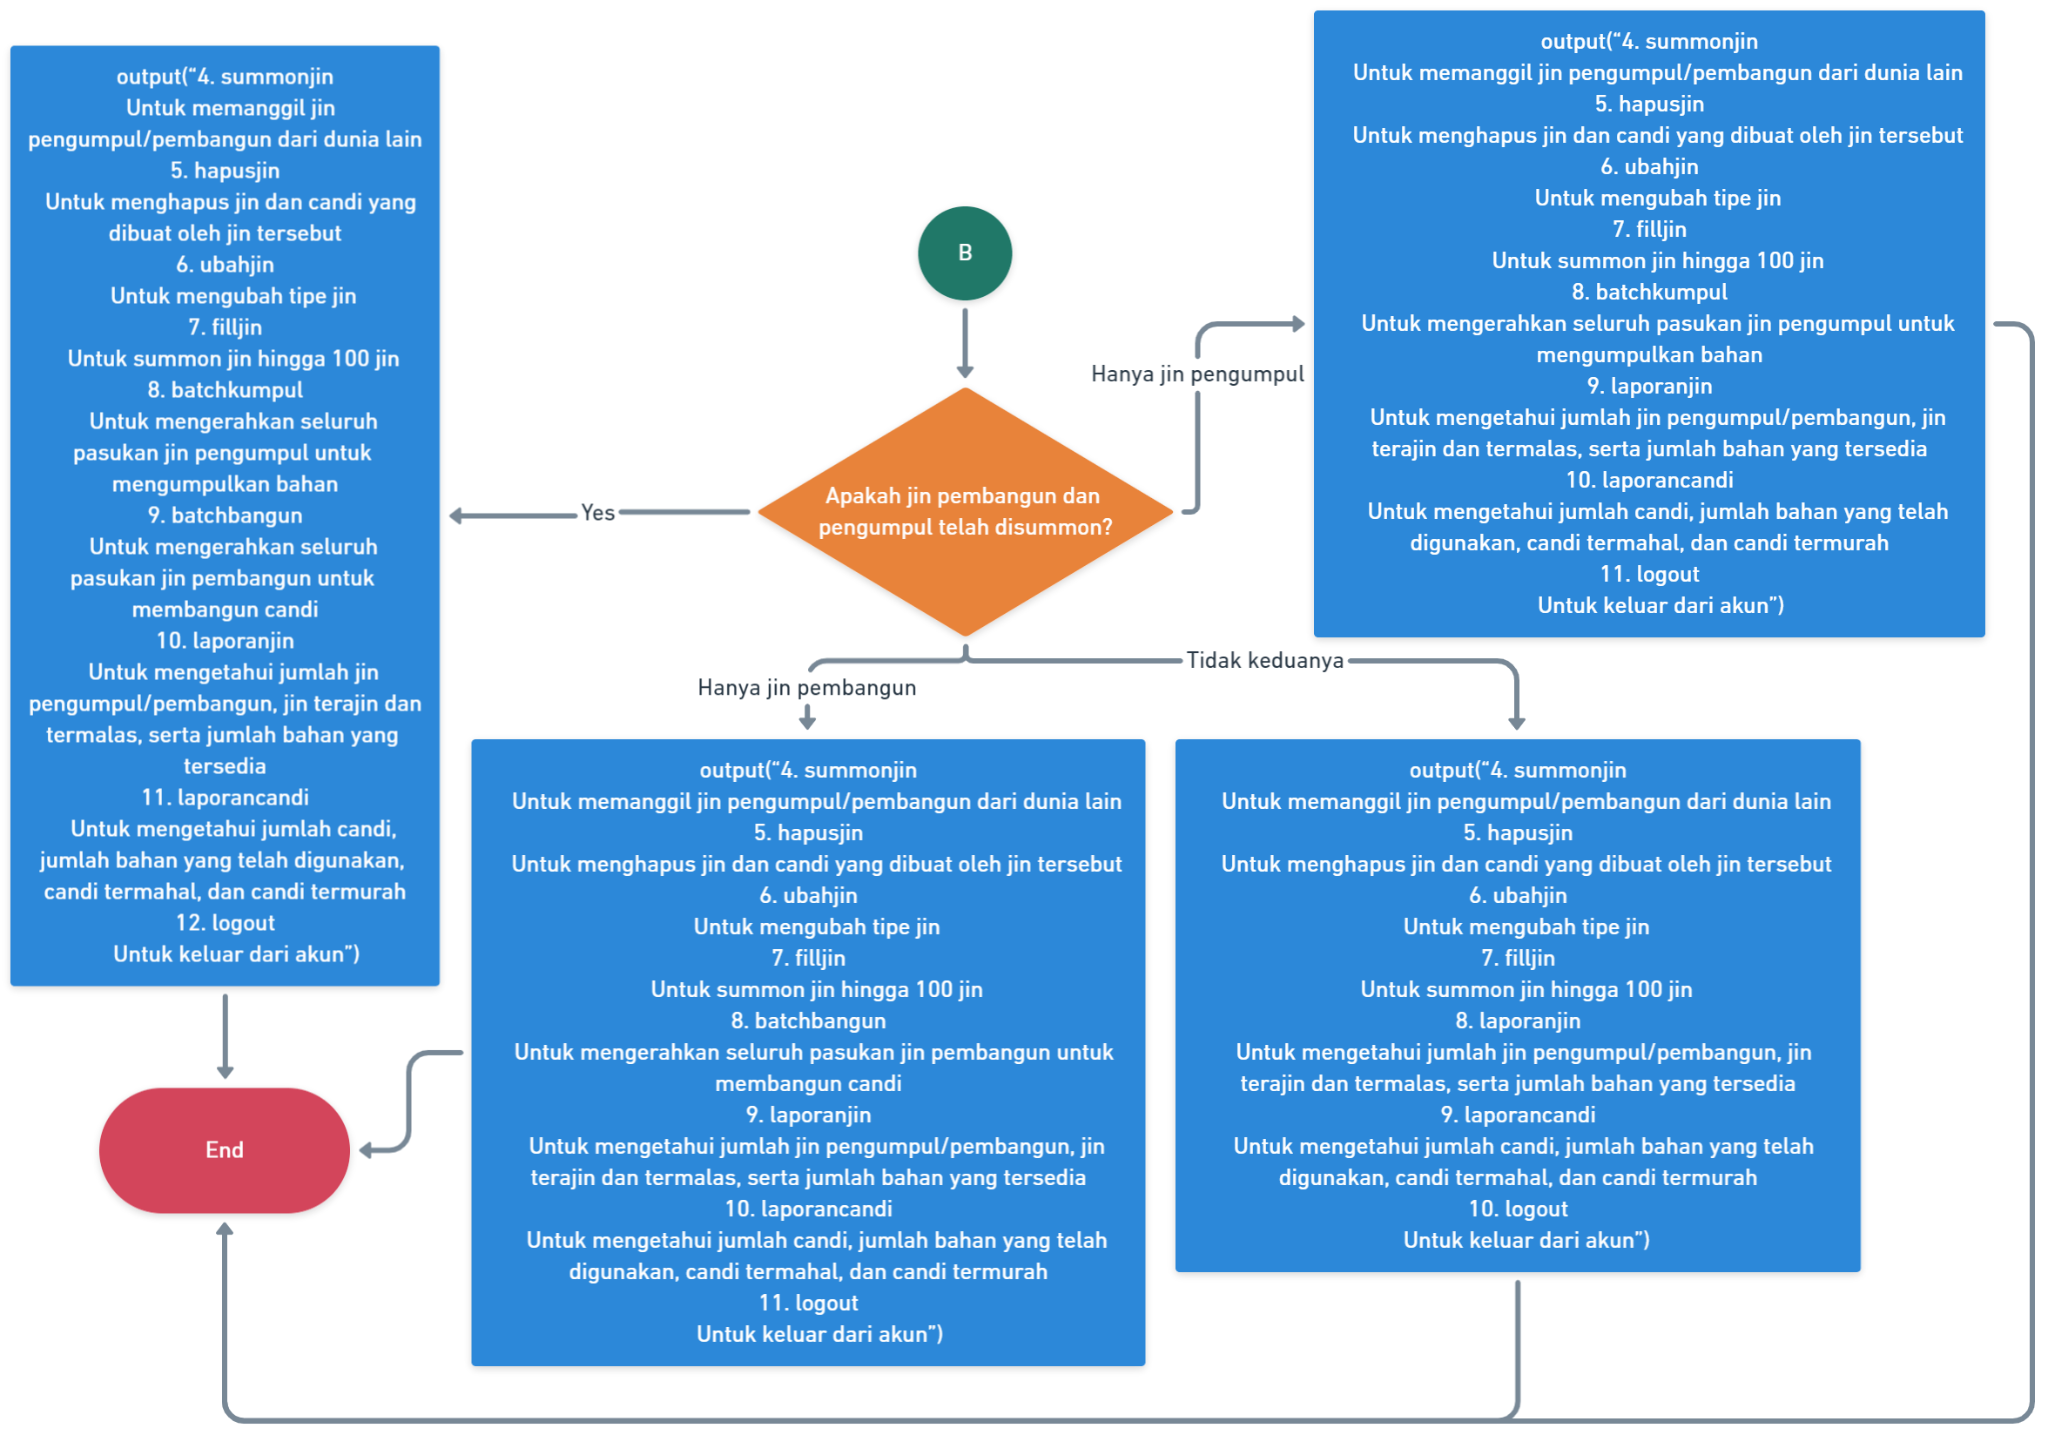 output(“4. summonjin
Untuk memanggil jin
pengumpul/pembangun dari dunia lain
5. hapusjin
Untuk menghapus jin dan candi yang
dibuat oleh jin tersebut
6. ubahjin
Untuk mengubah tipe jin
7. filljin
Untuk summon jin hingga 100 jin
8. batchkumpul
Untuk mengerahkan seluruh
pasukan jin pengumpul untuk
mengumpulkan bahan
9. batchbangun
Untuk mengerahkan seluruh
pasukan jin pembangun untuk
membangun candi
10. laporanjin
Untuk mengetahui jumlah jin
pengumpul/pembangun, jin terajin dan
termalas, serta jumlah bahan yang
tersedia
11. laporancandi
Untuk mengetahui jumlah candi,
jumlah bahan yang telah digunakan,
candi termahal, dan candi termurah
12. logout
Untuk keluar dari akun”)
B
Apakah jin pembangun dan
pengumpul telah disummon?
Yes
Hanya jin pengumpul
Hanya jin pembangun
Tidak keduanya
output(“4. summonjin
Untuk memanggil jin pengumpul/pembangun dari dunia lain
5. hapusjin
Untuk menghapus jin dan candi yang dibuat oleh jin tersebut
6. ubahjin
Untuk mengubah tipe jin
7. filljin
Untuk summon jin hingga 100 jin
8. batchkumpul
Untuk mengerahkan seluruh pasukan jin pengumpul untuk
mengumpulkan bahan
9. laporanjin
Untuk mengetahui jumlah jin pengumpul/pembangun, jin
terajin dan termalas, serta jumlah bahan yang tersedia
10. laporancandi
Untuk mengetahui jumlah candi, jumlah bahan yang telah
digunakan, candi termahal, dan candi termurah
11. logout
Untuk keluar dari akun”)
output(“4. summonjin
Untuk memanggil jin pengumpul/pembangun dari dunia lain
5. hapusjin
Untuk menghapus jin dan candi yang dibuat oleh jin tersebut
6. ubahjin
Untuk mengubah tipe jin
7. filljin
Untuk summon jin hingga 100 jin
8. batchbangun
Untuk mengerahkan seluruh pasukan jin pembangun untuk
membangun candi
9. laporanjin
Untuk mengetahui jumlah jin pengumpul/pembangun, jin
terajin dan termalas, serta jumlah bahan yang tersedia
10. laporancandi
Untuk mengetahui jumlah candi, jumlah bahan yang telah
digunakan, candi termahal, dan candi termurah
11. logout
Untuk keluar dari akun”)
output(“4. summonjin
Untuk memanggil jin pengumpul/pembangun dari dunia lain
5. hapusjin
Untuk menghapus jin dan candi yang dibuat oleh jin tersebut
6. ubahjin
Untuk mengubah tipe jin
7. filljin
Untuk summon jin hingga 100 jin
8. laporanjin
Untuk mengetahui jumlah jin pengumpul/pembangun, jin
terajin dan termalas, serta jumlah bahan yang tersedia
9. laporancandi
Untuk mengetahui jumlah candi, jumlah bahan yang telah
digunakan, candi termahal, dan candi termurah
10. logout
Untuk keluar dari akun”)
End